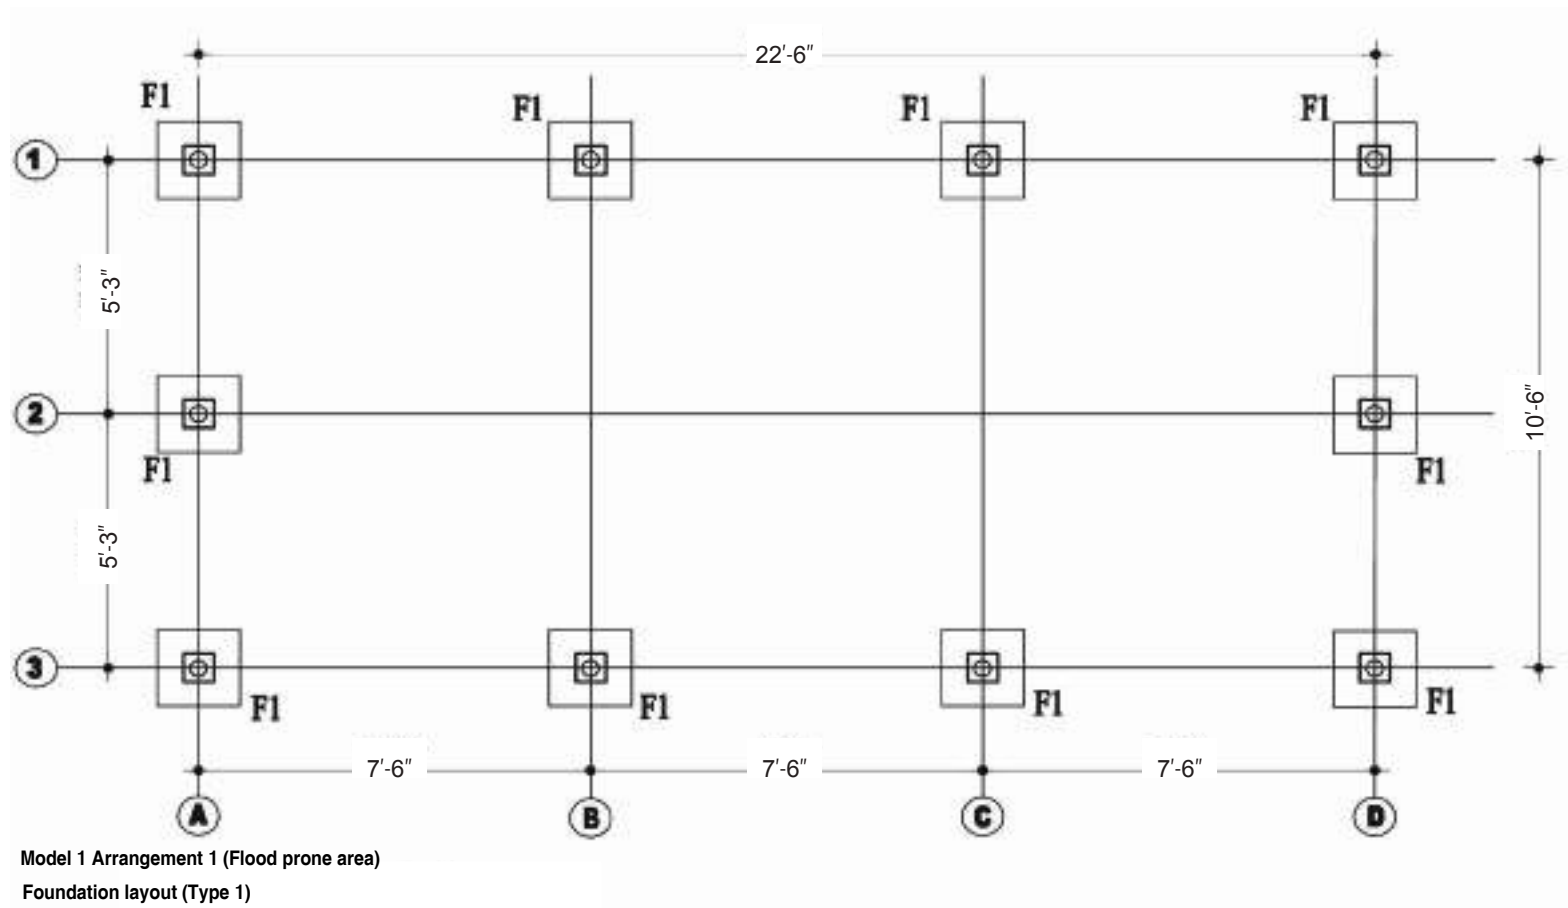 22′-6″
F1
F1
F1
F1
1
5′-3″
2
10′-6″
F1
F1
5′-3″
3
F1
F1
F1
F1
7′-6″
7′-6″
7′-6″
A
B
C
D
Model 1 Arrangement 1 (Flood prone area)
Foundation layout (Type 1)